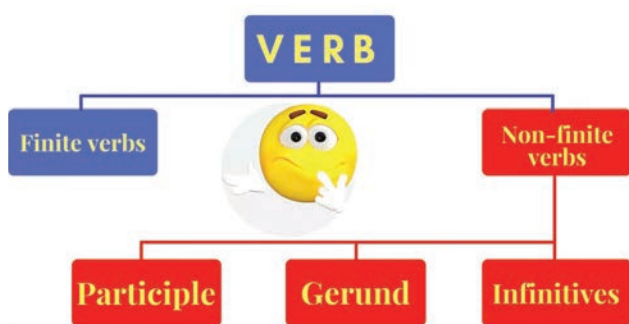 VERB
Finite verbs
Non-finite
verbs
Participle
Gerund
Infinitives